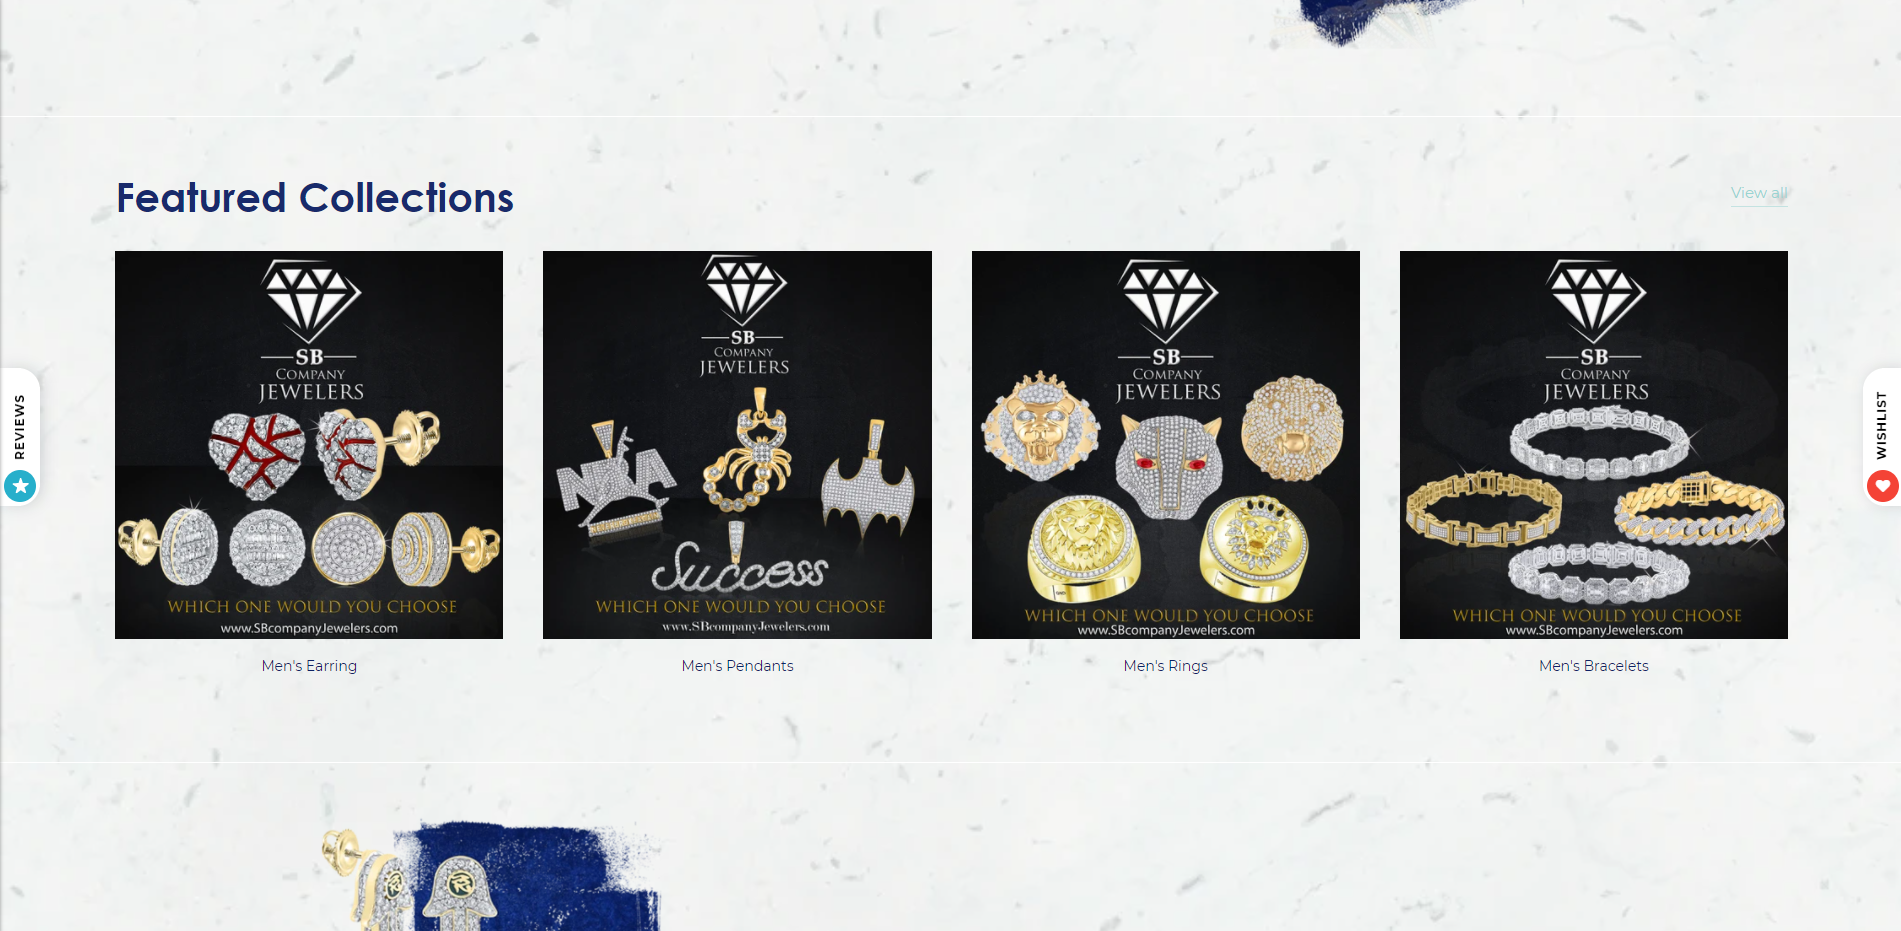 Featured Collections
View all
SB
COMPANY
JEWELERS
WHICH ONE WOULD YOU CHOOSE
www.SBcompanyJewelers.com
Men's Earring
SB
COMPANY
JEWELERS
NBA
Success
WHICH ONE WOULD YOU CHOOSE
www.SBcompanyJewelers.com
Men's Pendants
SB
COMPANY
JEWELERS
WHICH ONE WOULD YOU CHOOSE
www.SBcompanyJewelers.com
Men's Rings
SB
COMPANY
JEWELERS
WHICH ONE WOULD YOU CHOOSE
www.SBcompanyJewelers.com
Men's Bracelets
REVIEWS
WISHLIST